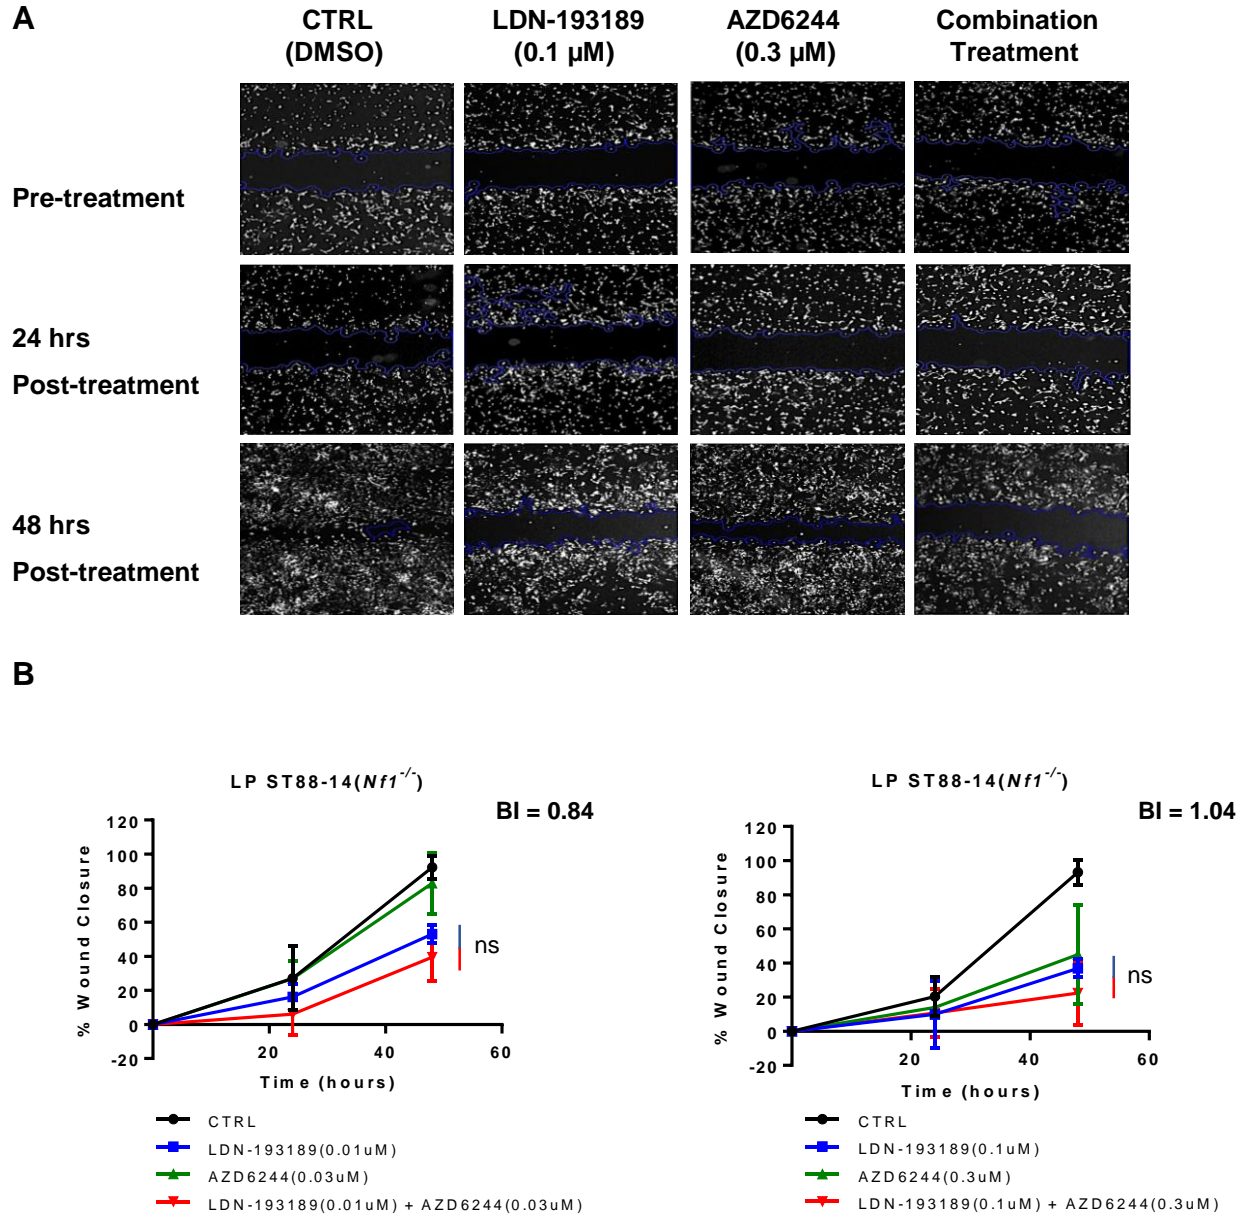 A
CTRL
(DMSO)
LDN-193189
(0.1 µM)
AZD6244
(0.3 µM)
Combination
Treatment
Pre-treatment
24 hrs
Post-treatment
48 hrs
Post-treatment
B
LP ST88-14(Nf1-/-)
BI = 0.84
120
100
80
60
40
20
0
-20
% Wound Closure
20
40
60
Time (hours)
ns
CTRL
LDN-193189(0.01uM)
AZD6244(0.03uM)
LDN-193189(0.01uM) + AZD6244(0.03uM)
LP ST88-14(Nf1-/-)
BI = 1.04
120
100
80
60
40
20
0
-20
% Wound Closure
20
40
60
Time (hours)
ns
CTRL
LDN-193189(0.1uM)
AZD6244(0.3uM)
LDN-193189(0.1uM) + AZD6244(0.3uM)